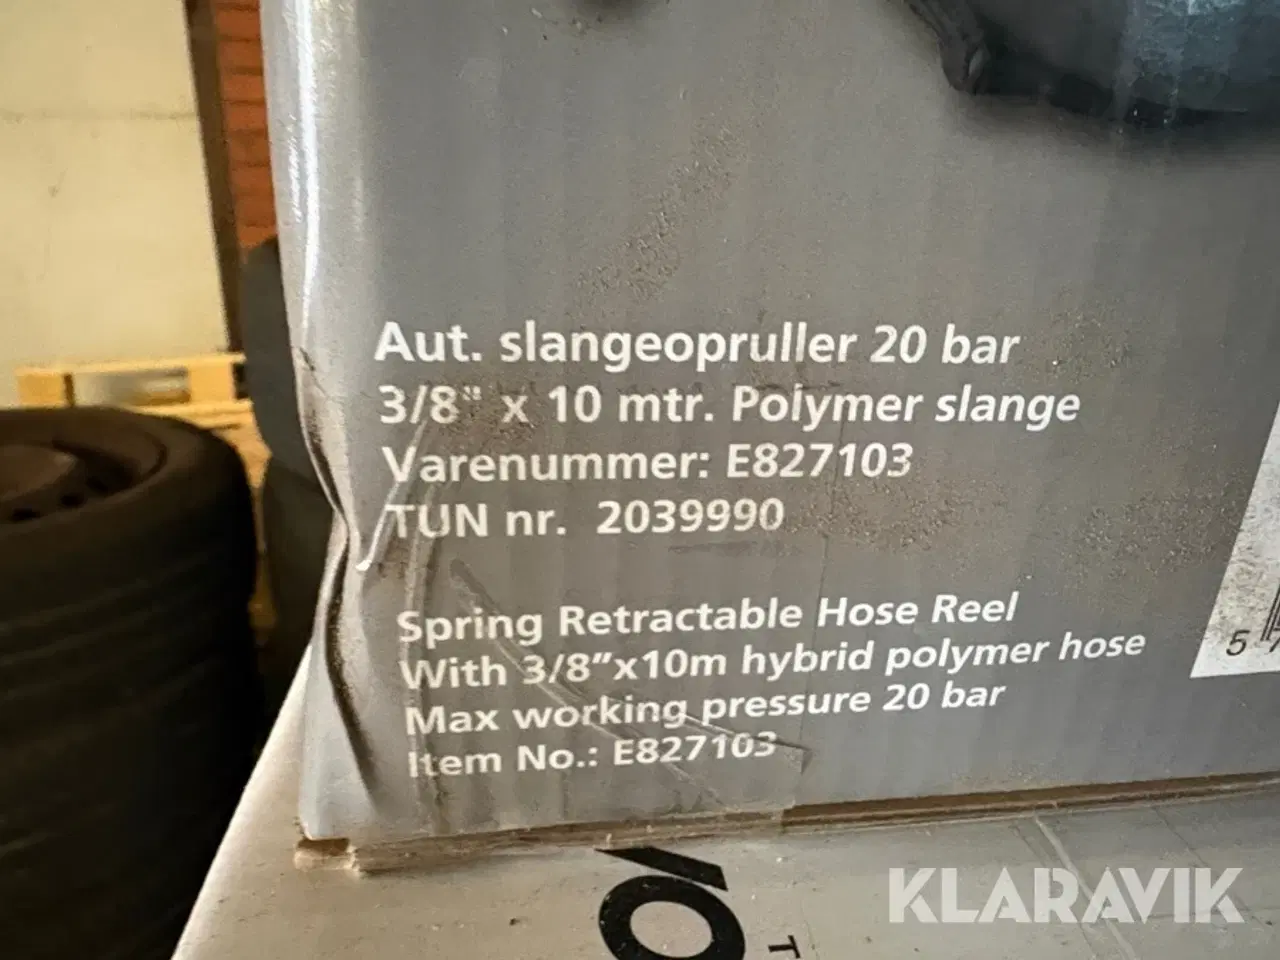 Aut. slangeopruller 20 bar
3/8" x 10 mtr. Polymer slange
Varenummer: E827103
TUN nr. 2039990
Spring Retractable Hose Reel
With 3/8"x10m hybrid polymer hose
Max working pressure 20 bar
Item No.: E827103
5
KLARAVIK